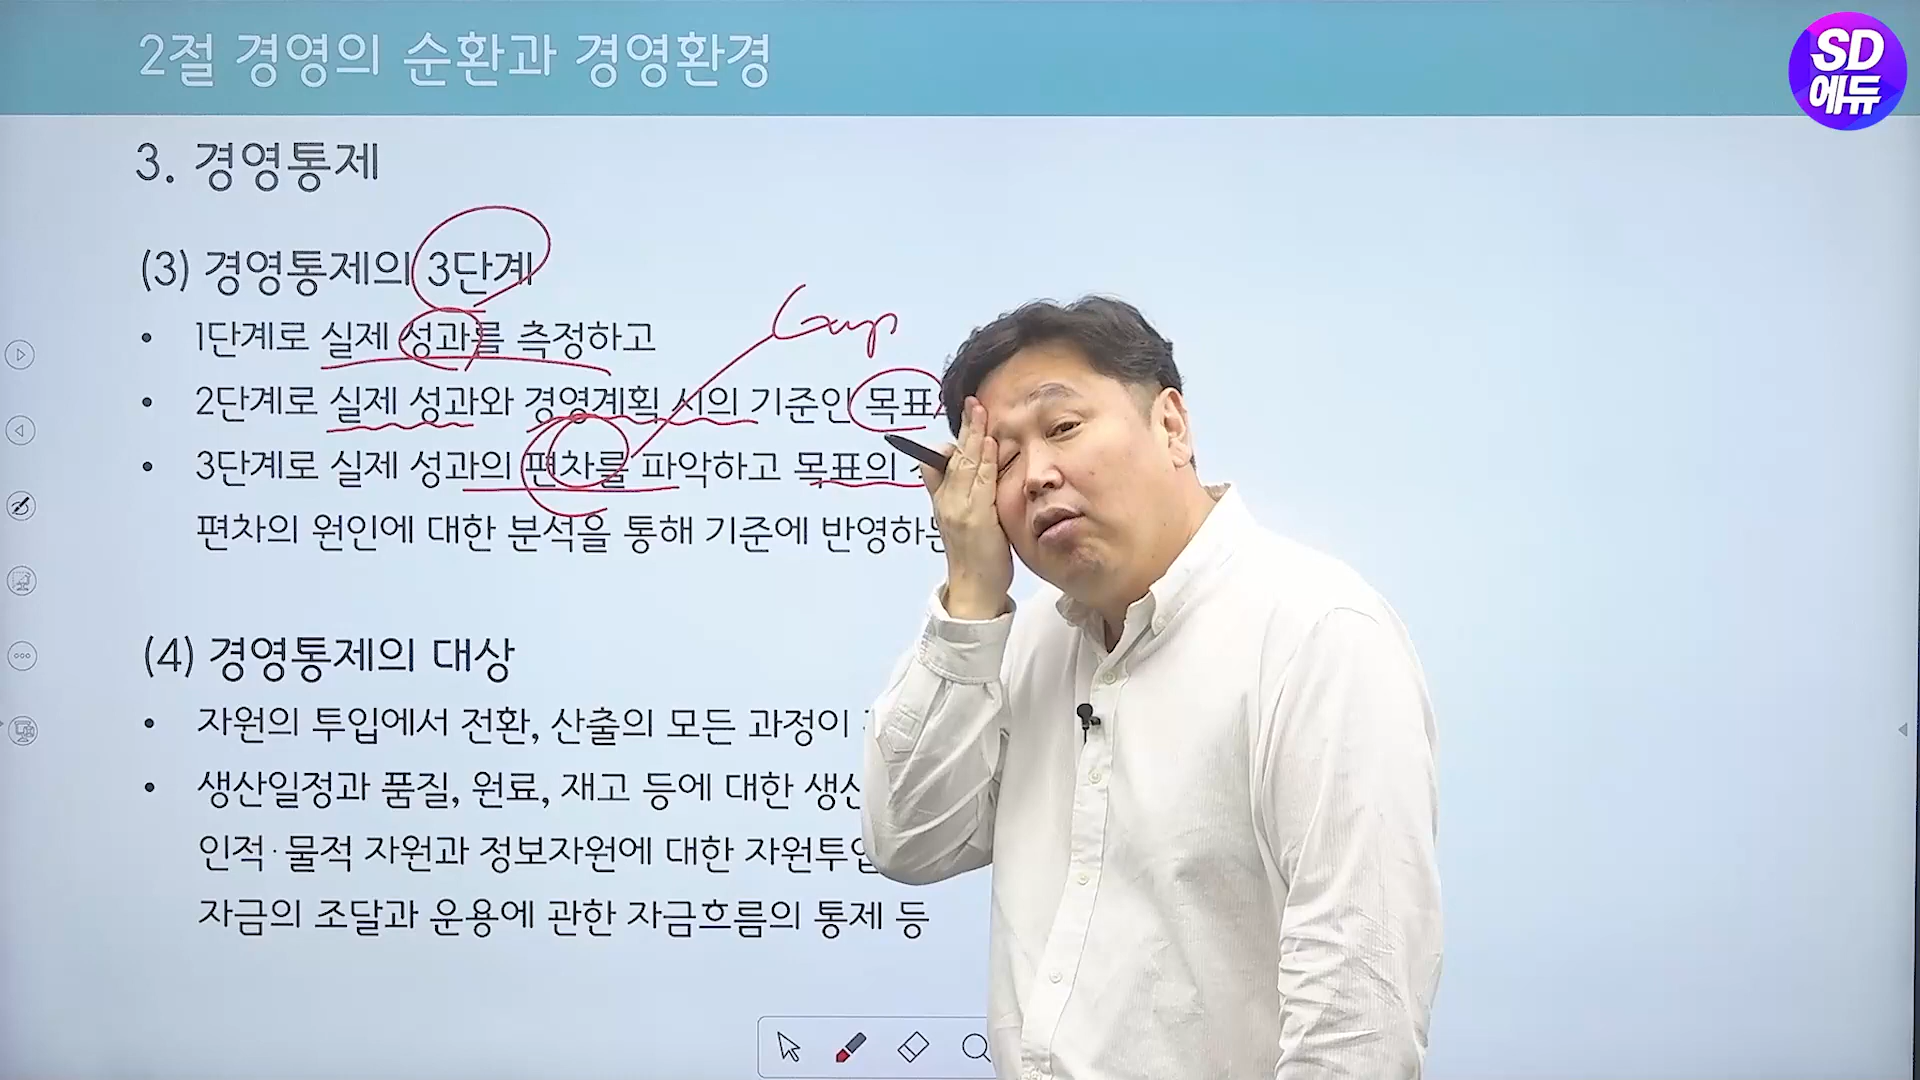 2절 경영의 순환과 경영환경
SD
에듀
3. 경영통제
(3) 경영통제의 3단계
• 1단계로 실제 성과를 측정하고
Gap
• 2단계로 실제 성과와 경영계획 시의 기준인 목표
• 3단계로 실제 성과의 편차를 파악하고 목표의
편차의 원인에 대한 분석을 통해 기준에 반영하는
(4) 경영통제의 대상
• 자원의 투입에서 전환, 산출의 모든 과정이
• 생산일정과 품질, 원료, 재고 등에 대한 생산
인적·물적 자원과 정보자원에 대한 자원투입
자금의 조달과 운용에 관한 자금흐름의 통제 등